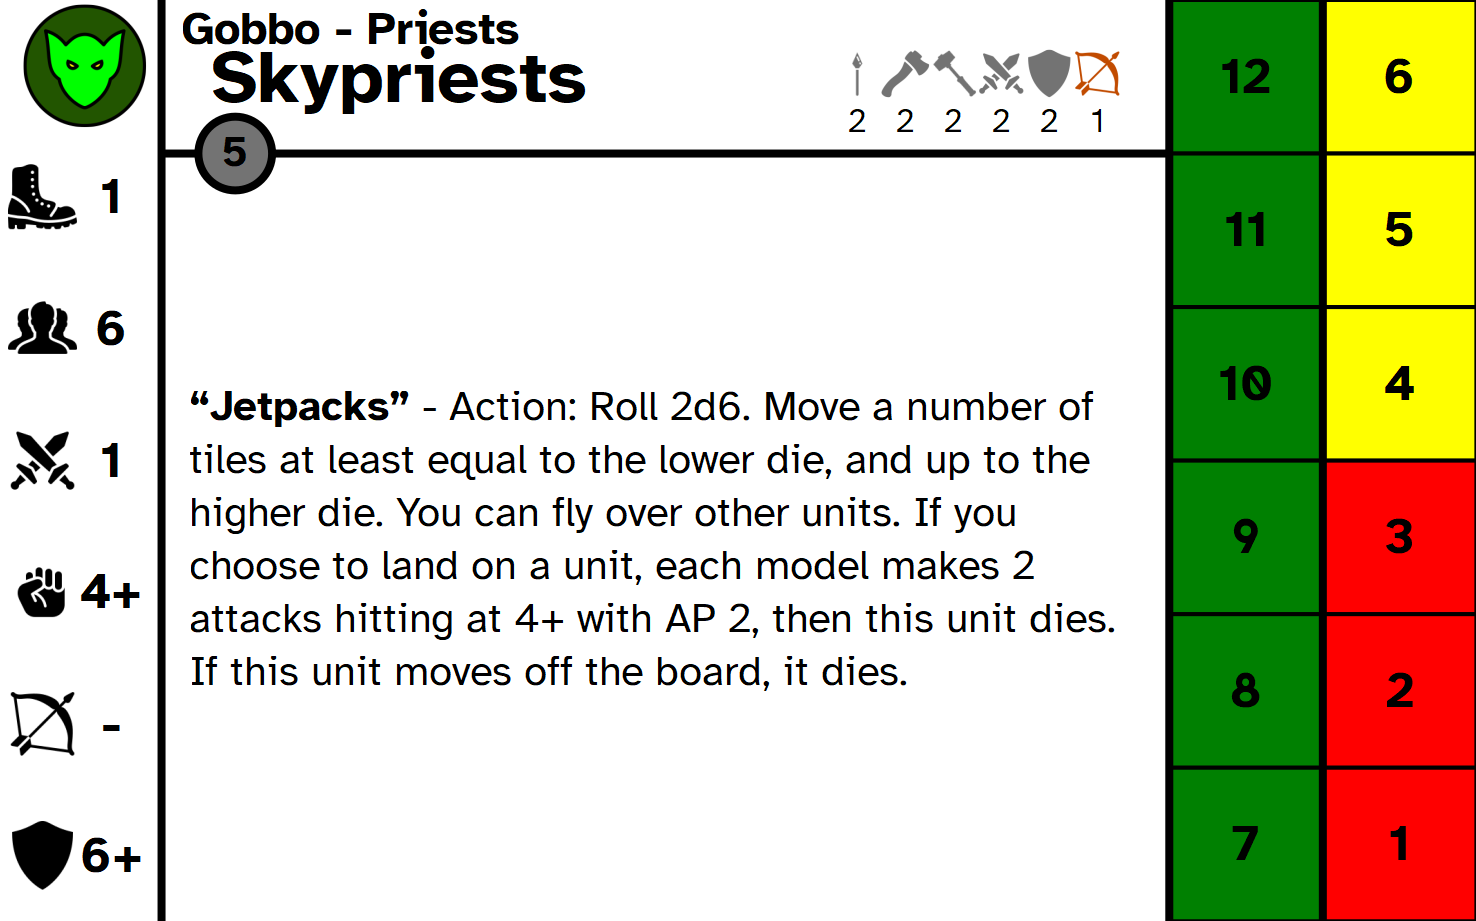 Gobbo - Priests
Skypriests
2 2 2 2 2 1
5
1
6
1
4+
-
6+
“Jetpacks” - Action: Roll 2d6. Move a number of
tiles at least equal to the lower die, and up to the
higher die. You can fly over other units. If you
choose to land on a unit, each model makes 2
attacks hitting at 4+ with AP 2, then this unit dies.
If this unit moves off the board, it dies.
12 6
11 5
10 4
9 3
8 2
7 1